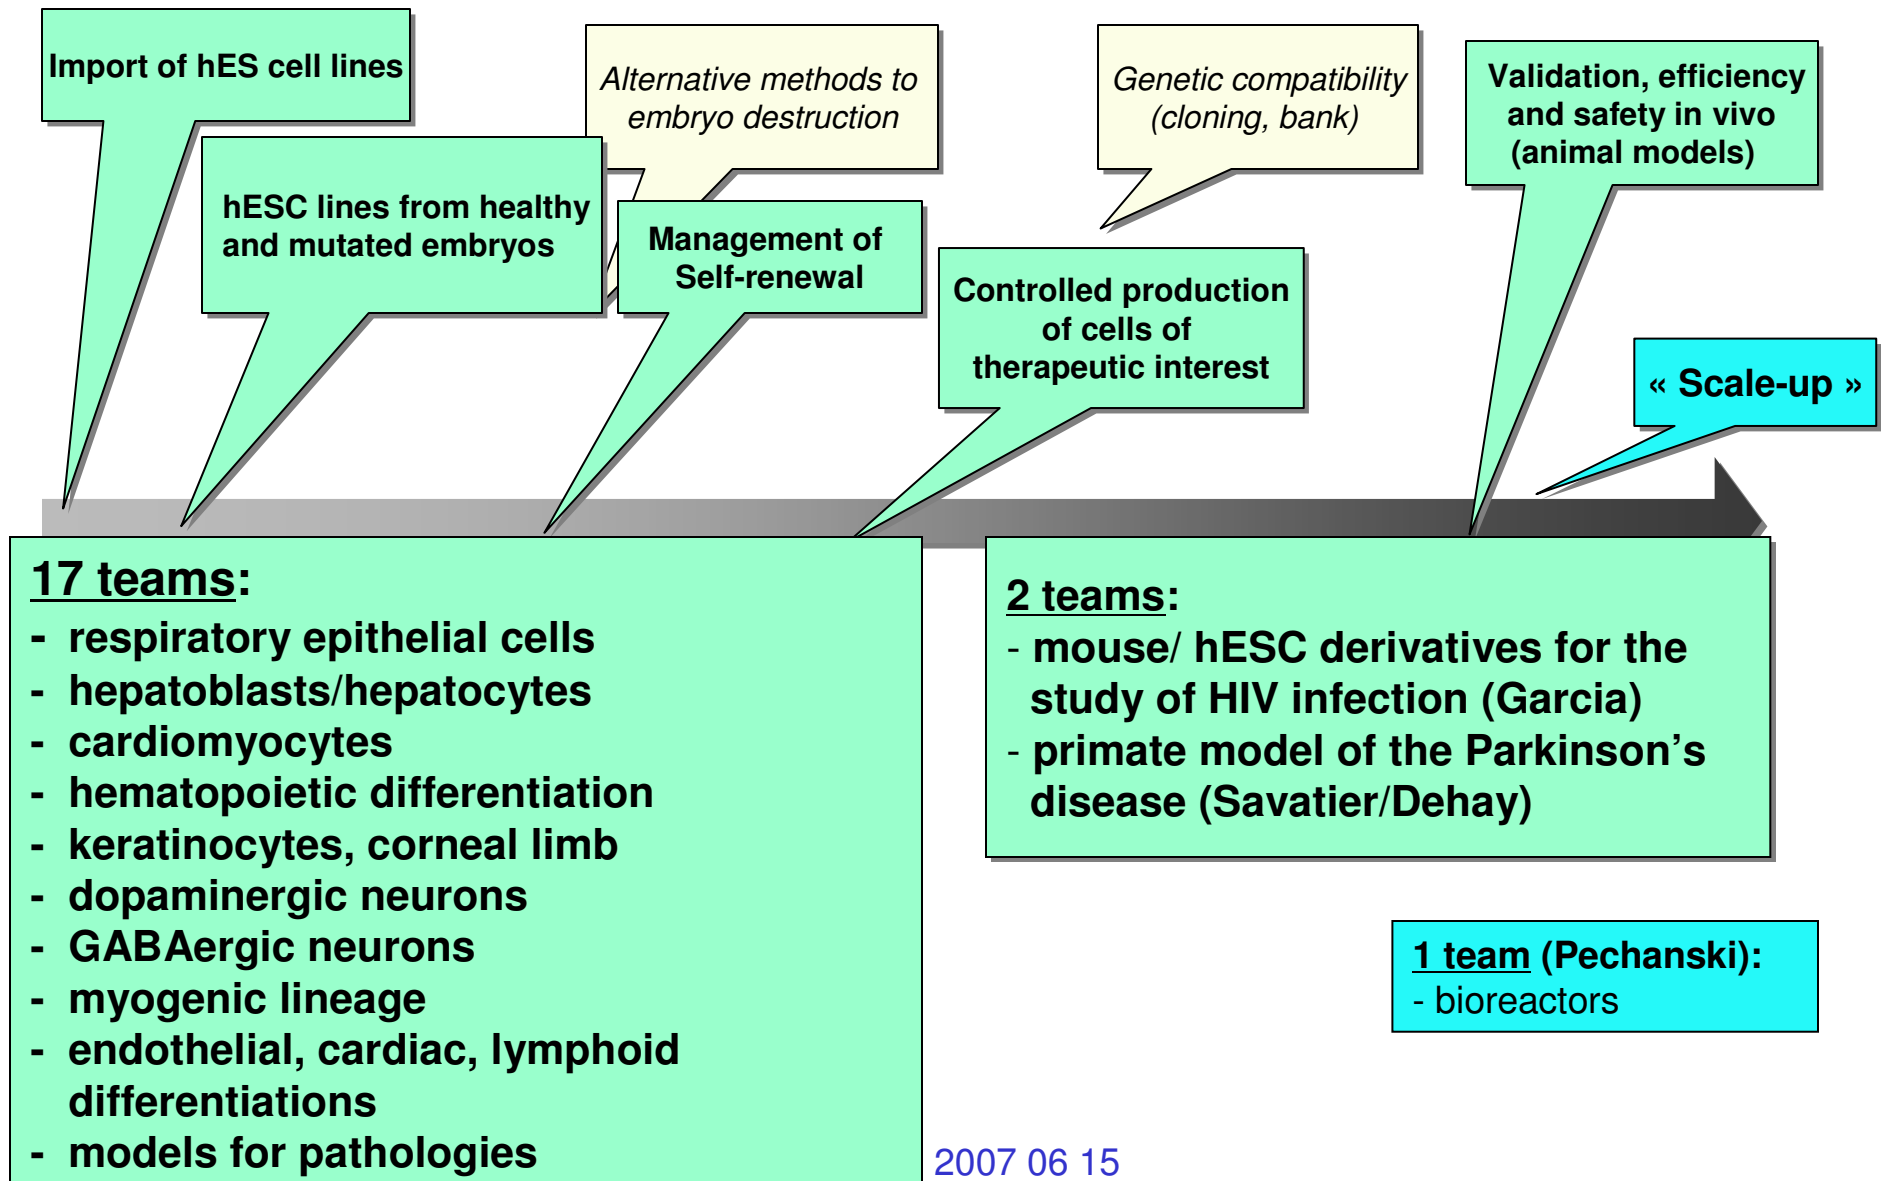 Import of hES cell lines
Alternative methods to
embryo destruction
Genetic compatibility
(cloning, bank)
Validation, efficiency
and safety in vivo
(animal models)
hESC lines from healthy
and mutated embryos
Management of
Self-renewal
Controlled production
of cells of
therapeutic interest
« Scale-up »
17 teams:
- respiratory epithelial cells
- hepatoblasts/hepatocytes
- cardiomyocytes
- hematopoietic differentiation
- keratinocytes, corneal limb
- dopaminergic neurons
- GABAergic neurons
- myogenic lineage
- endothelial, cardiac, lymphoid
differentiations
- models for pathologies
2 teams:
- mouse/ hESC derivatives for the
study of HIV infection (Garcia)
- primate model of the Parkinson's
disease (Savatier/Dehay)
1 team (Pechanski):
- bioreactors
2007 06 15